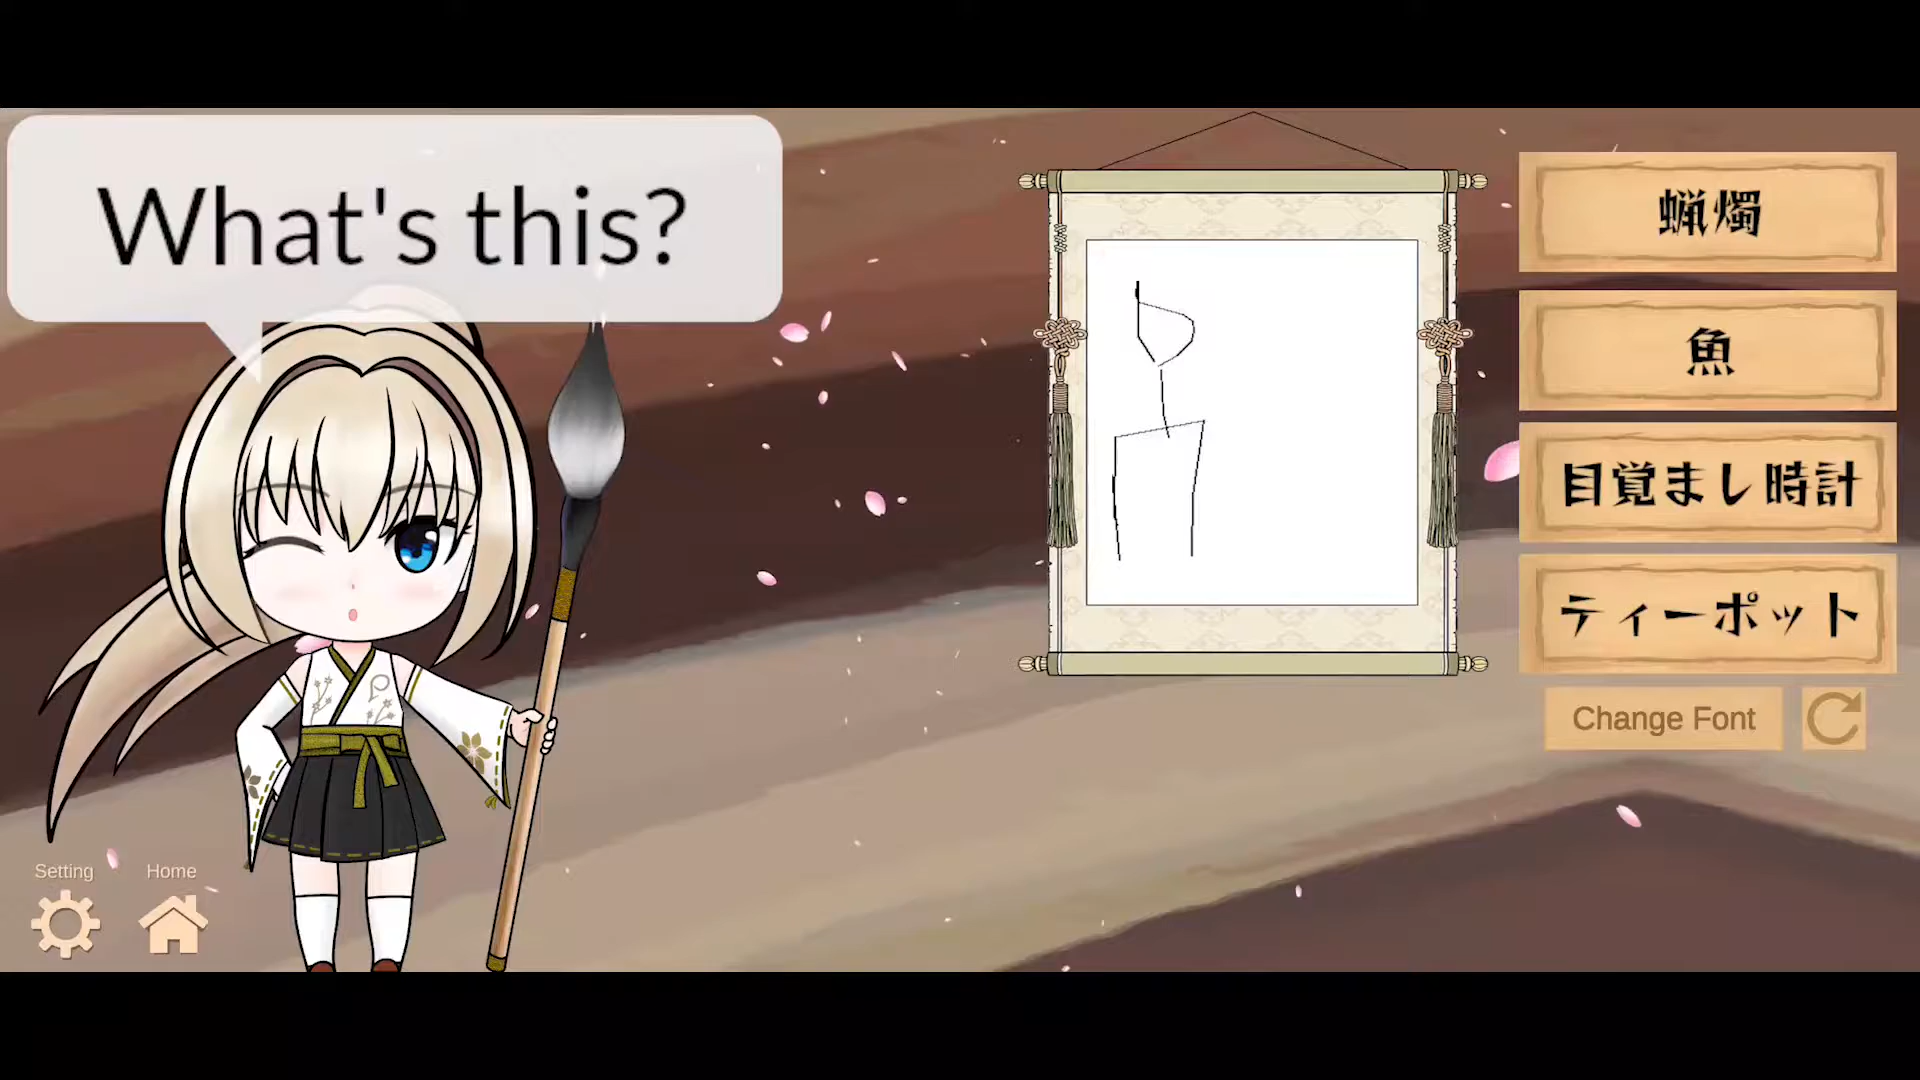 What's this?
蝋燭
魚
目覚まし時計
ティーポット
Change Font
Setting
Home